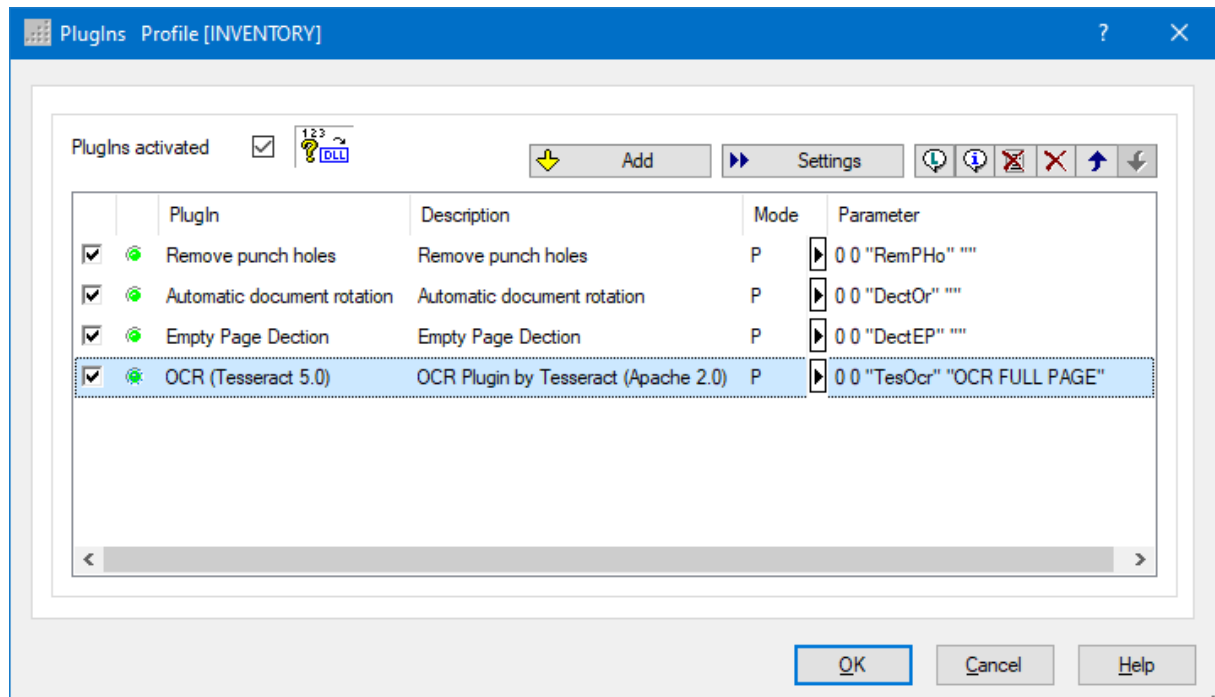 PlugIns Profile [INVENTORY] ?
PlugIns activated 123 ? DLL Add Settings
PlugIn Description Mode Parameter
Remove punch holes Remove punch holes P 0 0 "RemPHo" ""
Automatic document rotation Automatic document rotation P 0 0 "DectOr" ""
Empty Page Dection Empty Page Dection P 0 0 "DectEP" ""
OCR (Tesseract 5.0) OCR Plugin by Tesseract (Apache 2.0) P 0 0 "TesOcr" "OCR FULL PAGE"
OK Cancel Help